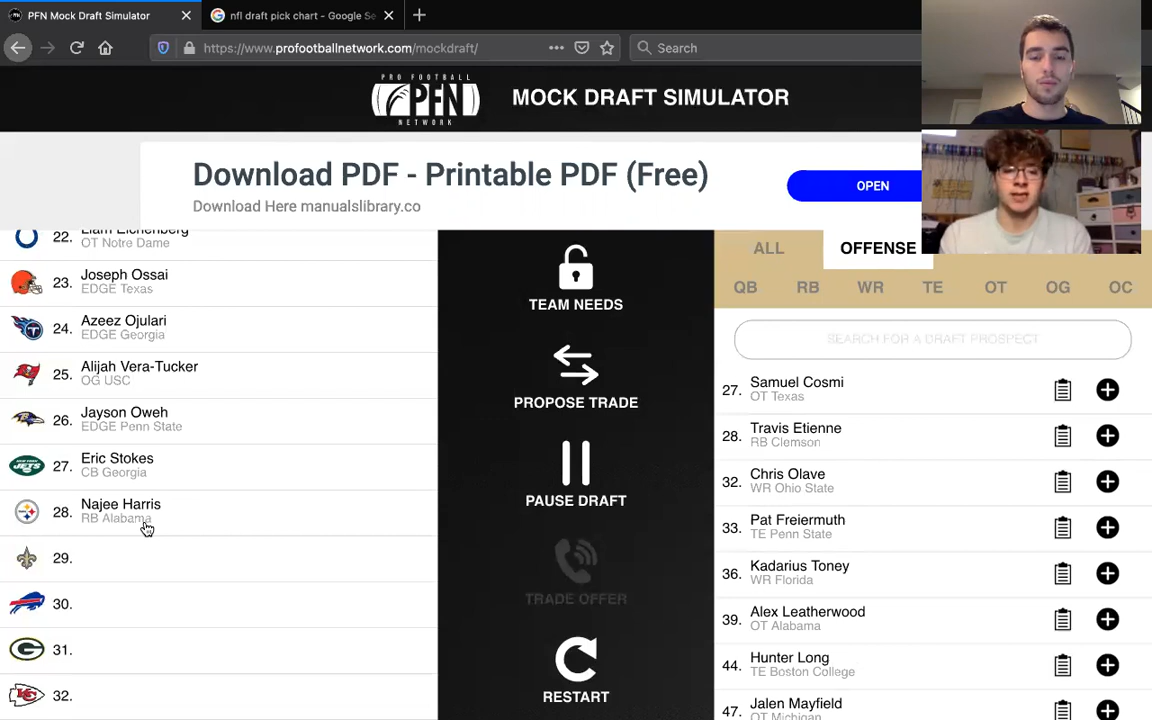 PFN Mock Draft Simulator
nfl draft pick chart - Google Se
https://www.profootballnetwork.com/mockdraft/
Search
PRO FOOTBALL
PFN
NETWORK
MOCK DRAFT SIMULATOR
Download PDF - Printable PDF (Free)
Download Here manualslibrary.co
OPEN
22. Liam Eichenberg
OT Notre Dame
23. Joseph Ossai
EDGE Texas
24. Azeez Ojulari
EDGE Georgia
25. Alijah Vera-Tucker
OG USC
26. Jayson Oweh
EDGE Penn State
27. Eric Stokes
CB Georgia
28. Najee Harris
RB Alabama
29.
30.
31.
32.
TEAM NEEDS
PROPOSE TRADE
PAUSE DRAFT
TRADE OFFER
RESTART
ALL OFFENSE
QB RB WR TE OT OG OC
SEARCH FOR A DRAFT PROSPECT
27. Samuel Cosmi
OT Texas
28. Travis Etienne
RB Clemson
32. Chris Olave
WR Ohio State
33. Pat Freiermuth
TE Penn State
36. Kadarius Toney
WR Florida
39. Alex Leatherwood
OT Alabama
44. Hunter Long
TE Boston College
47. Jalen Mayfield
OT Michigan